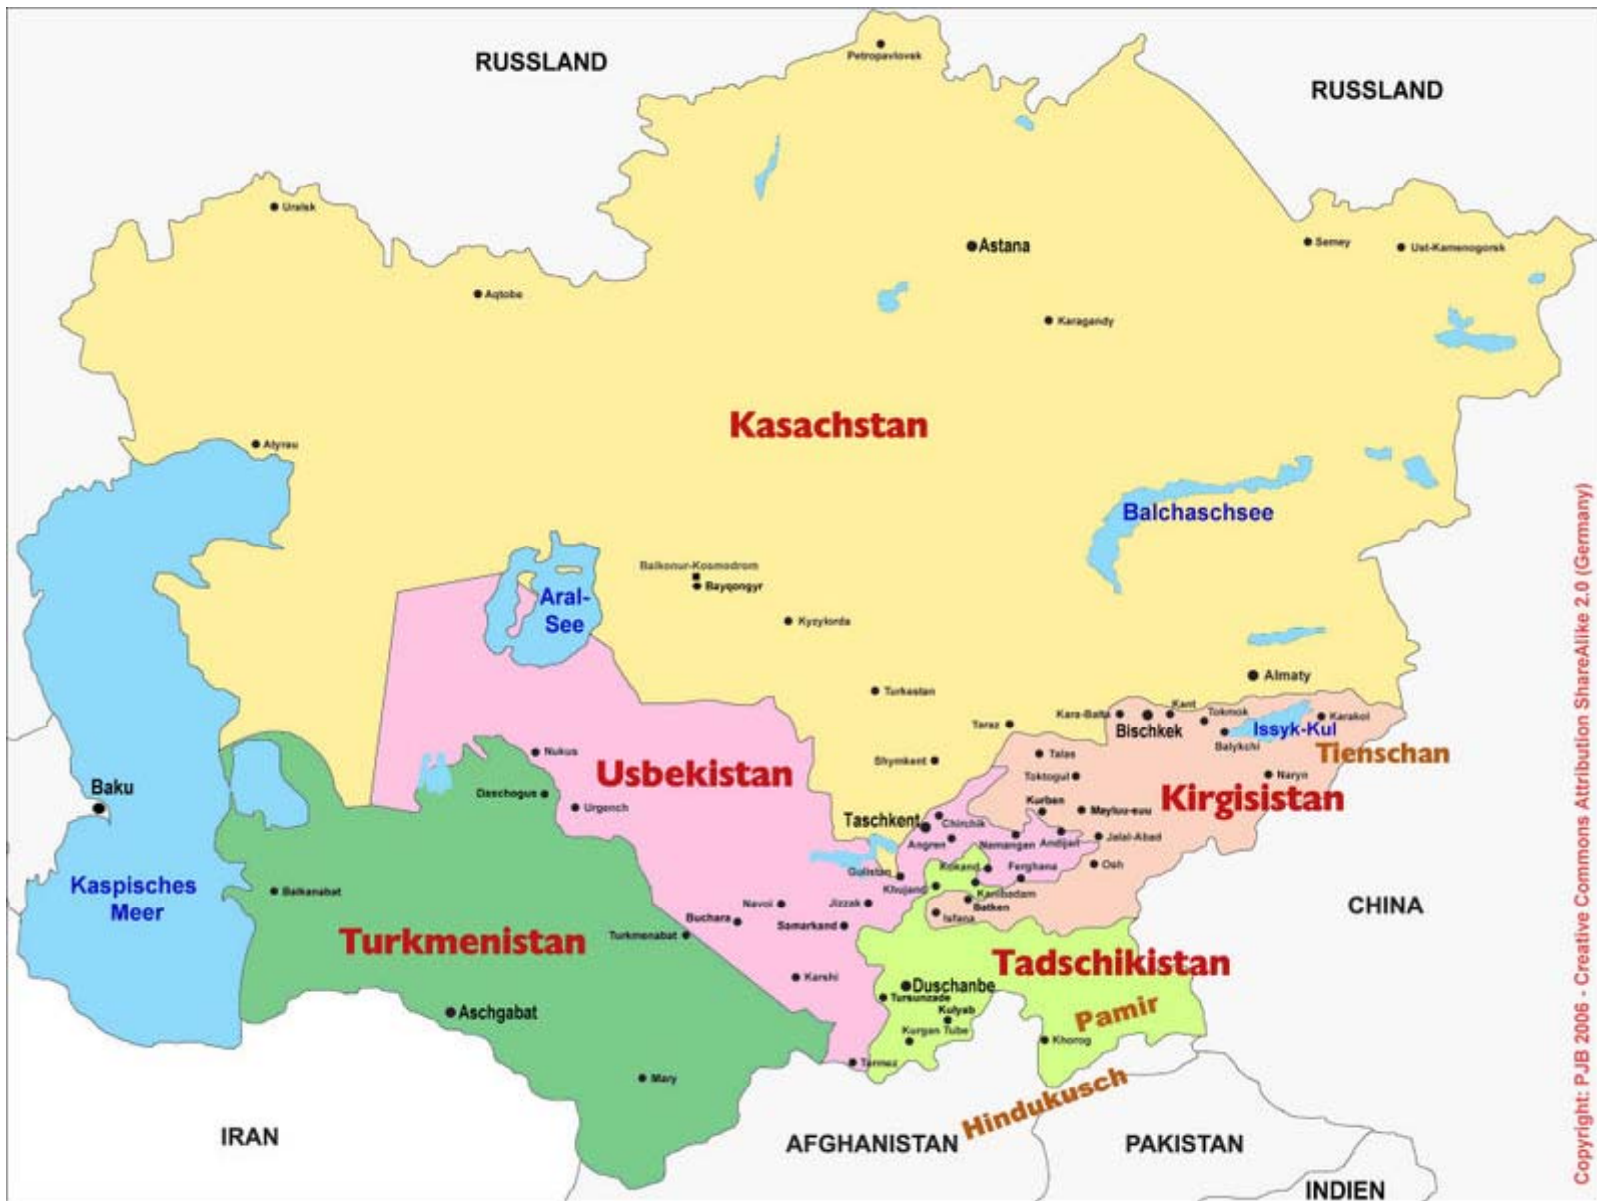 RUSSLAND
Petropavlovsk
RUSSLAND
Uralsk
Astana
Semey
Ust-Kamenogorsk
Aqtobe
Karagandy
Kasachstan
Atyrau
Balchaschsee
Baikonur-Kosmodrom
Bayqongyr
Aral-
See
Kyzylorda
Almaty
Turkestan
Taraz
Kara-Balta
Bischkek
Kant
Tokmok
Issyk-Kul
Karakol
Balykchi
Tienschan
Nukus
Usbekistan
Shymkent
Talas
Toktogul
Naryn
Baku
Daschogus
Urgench
Kurben
Mayluu-suu
Kirgisistan
Taschkent
Chirchik
Angren
Namangan
Andijan
Jalal-Abad
Gulistan
Kokand
Ferghana
Osh
Kaspisches
Meer
Balkanabat
Khujand
Kanibadam
Batken
Isfana
CHINA
Navoi
Jizzak
Buchara
Samarkand
Turkmenistan
Turkmenabat
Karshi
Tadschikistan
Duschanbe
Tursunzade
Kulyab
Kurgan Tube
Pamir
Khorog
Aschgabat
Termez
Mary
Hindukusch
IRAN
AFGHANISTAN
PAKISTAN
INDIEN
Copyright: PJB 2006 - Creative Commons Attribution ShareAlike 2.0 (Germany)